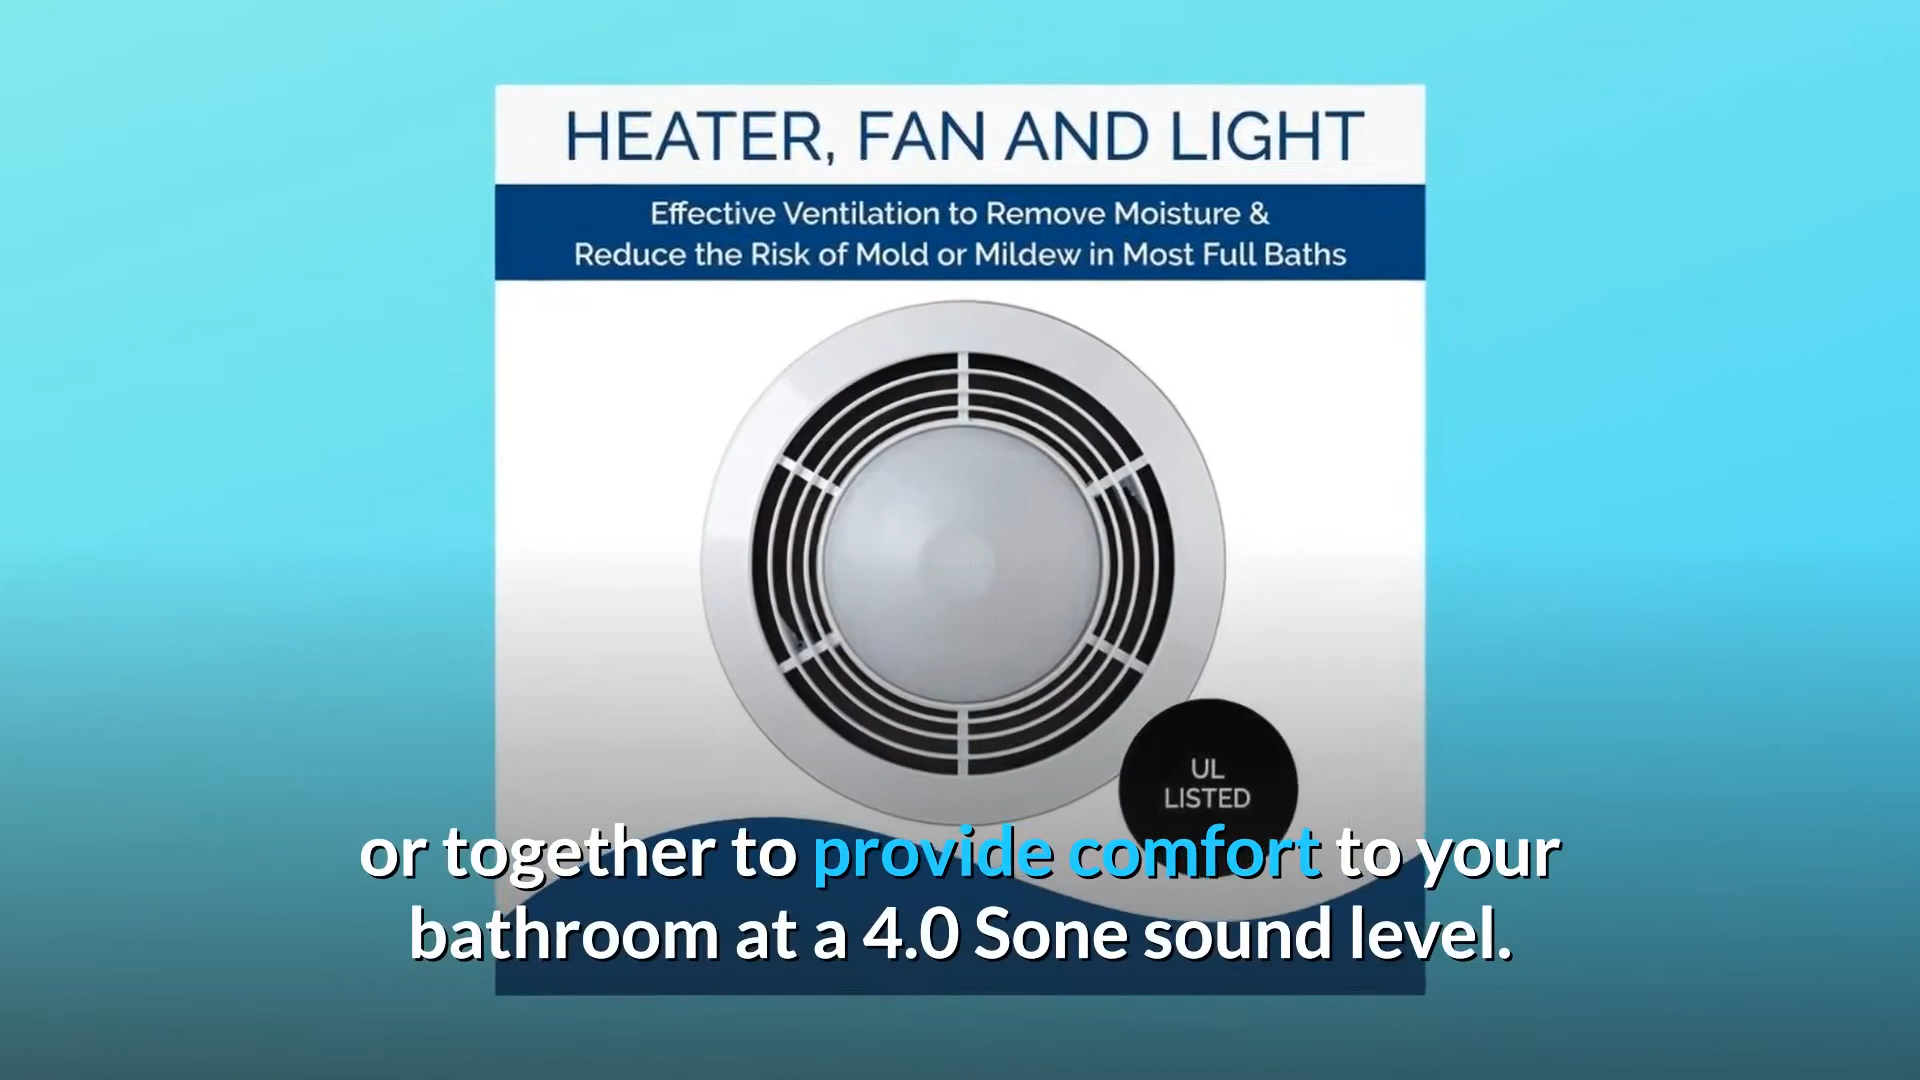 HEATER, FAN AND LIGHT
Effective Ventilation to Remove Moisture &
Reduce the Risk of Mold or Mildew in Most Full Baths
UL
LISTED
or together to provide comfort to your
bathroom at a 4.0 Sone sound level.